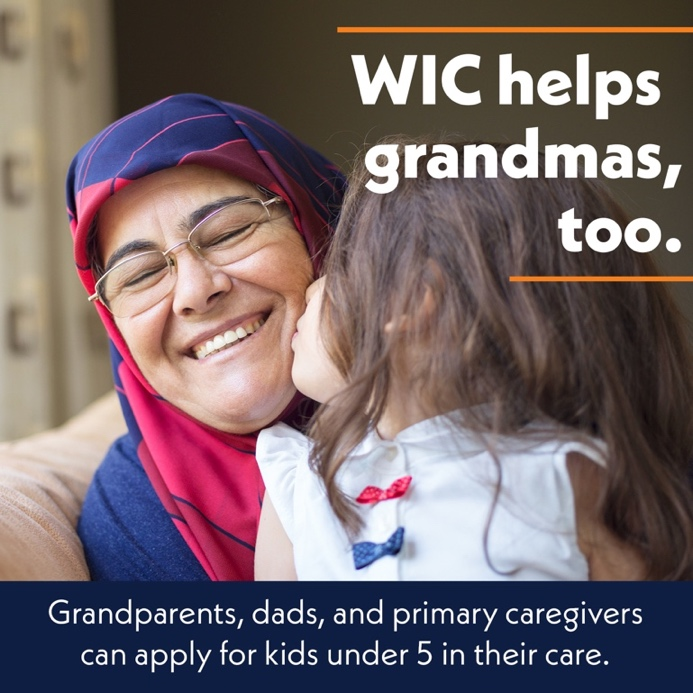 WIC helps
grandmas,
too.
Grandparents, dads, and primary caregivers
can apply for kids under 5 in their care.